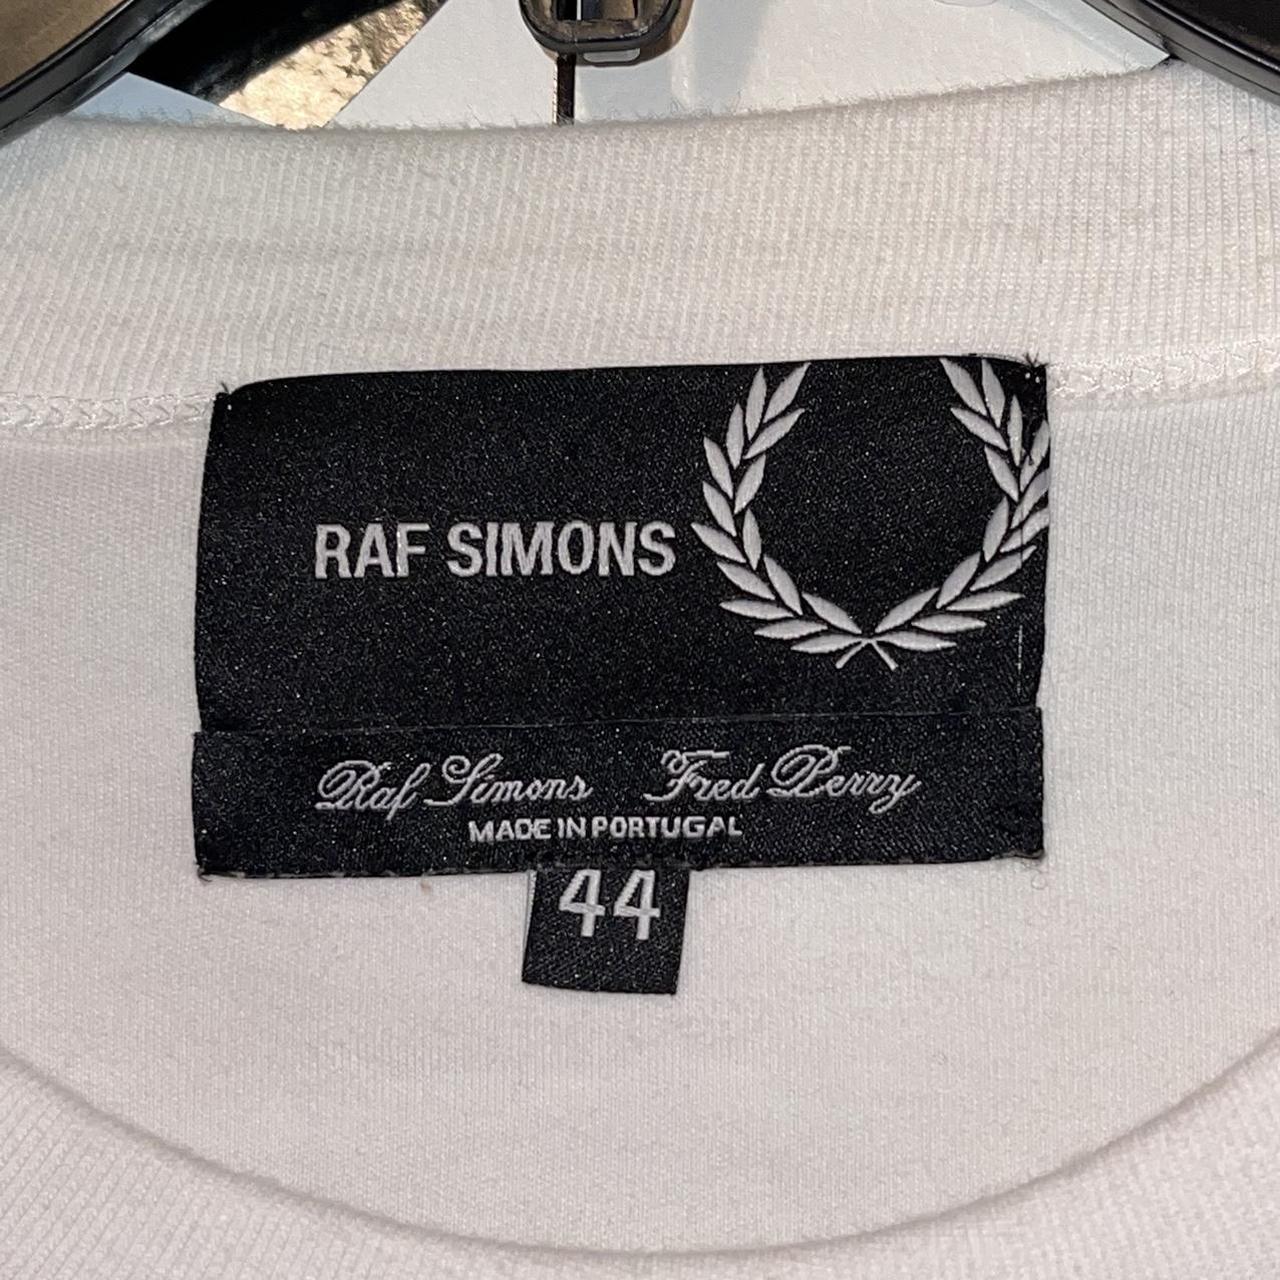 RAF SIMONS
Raf Simons Fred Perry
MADE IN PORTUGAL
44